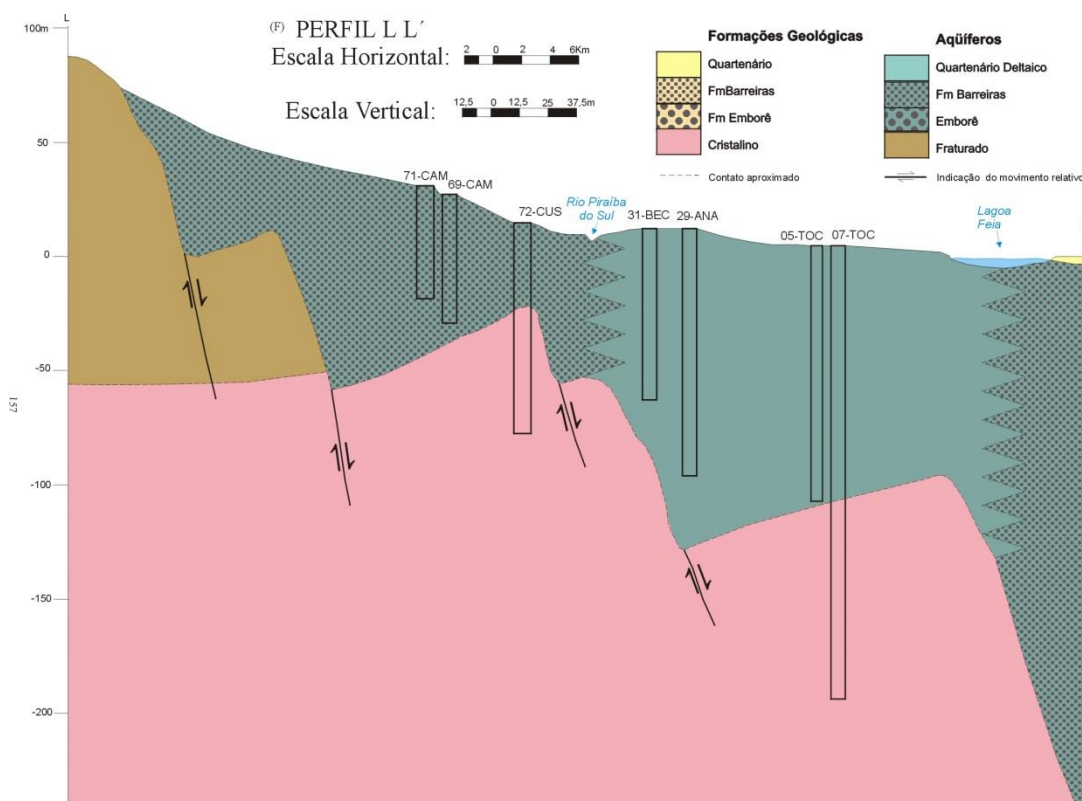 L
100m
50
0
-50
-100
-150
-200
157
(F) PERFIL L L´
Escala Horizontal:
2 0 2 4 6Km
Escala Vertical:
12,5 0 12,5 25 37,5m
Formações Geológicas
Quartenário
FmBarreiras
Fm Emborê
Cristalino
Contato aproximado
Aqüíferos
Quartenário Deltaico
Fm Barreiras
Emborê
Fraturado
Indicação do movimento relativo
71-CAM
69-CAM
72-CUS
Rio Piraíba
do Sul
31-BEC
29-ANA
05-TOC
07-TOC
Lagoa
Feia